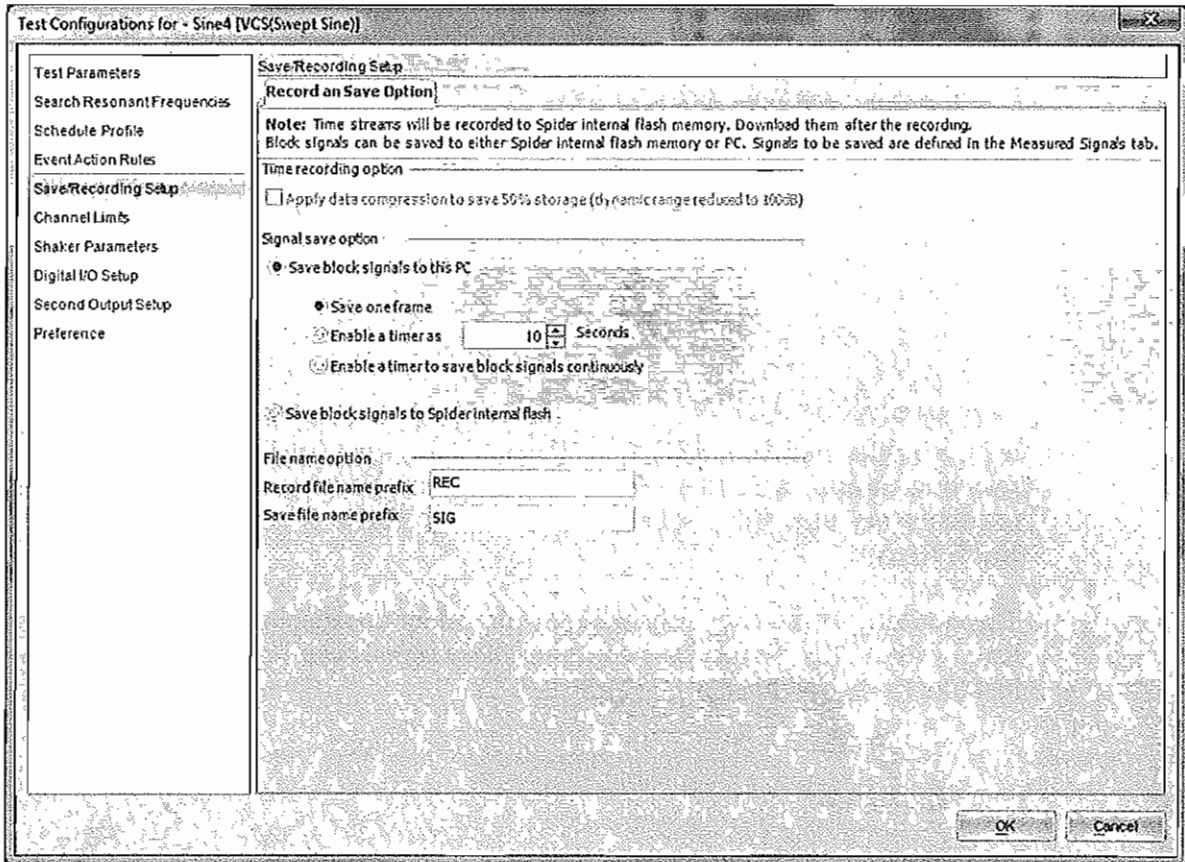 Test Configurations for - Sine4 [VCS(Swept Sine)]
Test Parameters
Search Resonant Frequencies
Schedule Profile
Event Action Rules
Save/Recording Setup
Channel Limits
Shaker Parameters
Digital I/O Setup
Second Output Setup
Preference
Save/Recording Setup
Record an Save Option
Note: Time streams will be recorded to Spider internal flash memory. Download them after the recording.
Block signals can be saved to either Spider internal flash memory or PC. Signals to be saved are defined in the Measured Signals tab.
Time recording option
Apply data compression to save 50% storage (dynamic range reduced to 100dB)
Signal save option
Save block signals to this PC
Save one frame
Enable a timer as 10 Seconds
Enable a timer to save block signals continuously
Save block signals to Spider internal flash
File name option
Record file name prefix REC
Save file name prefix SIG
OK Cancel